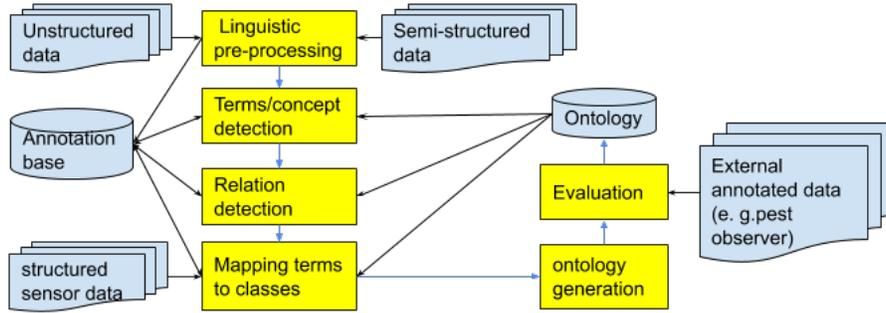 Unstructured
data
Linguistic
pre-processing
Semi-structured
data
Annotation
base
Terms/concept
detection
Ontology
Relation
detection
Evaluation
External
annotated data
(e. g.pest
observer)
structured
sensor data
Mapping terms
to classes
ontology
generation